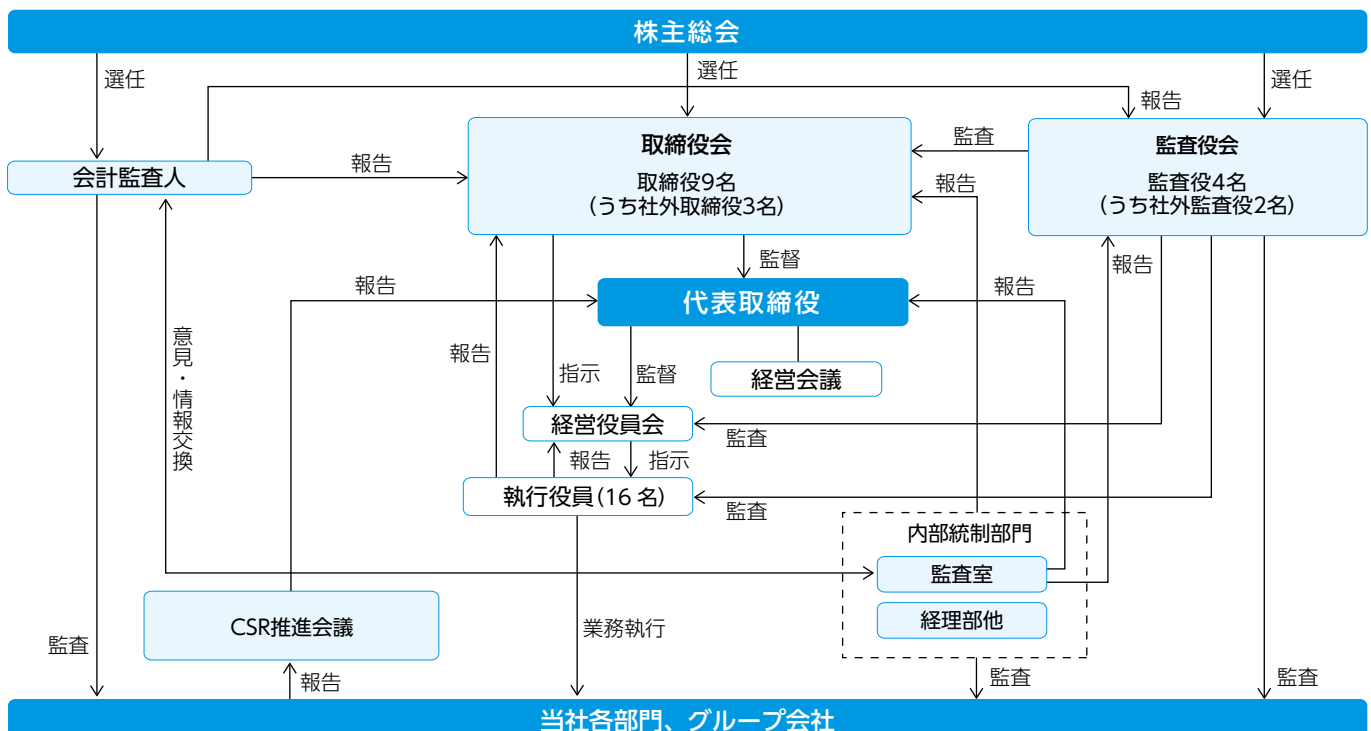 株主総会
選任
選任
選任
報告
会計監査人
報告
取締役会
取締役9名
(うち社外取締役3名)
監査
監査役会
監査役4名
(うち社外監査役2名)
報告
監督
報告
報告
代表取締役
報告
意見・情報交換
報告
指示
監督
経営会議
経営役員会
監査
報告
指示
執行役員(16 名)
監査
内部統制部門
監査室
経理部他
CSR推進会議
業務執行
監査
報告
監査
監査
当社各部門、グループ会社